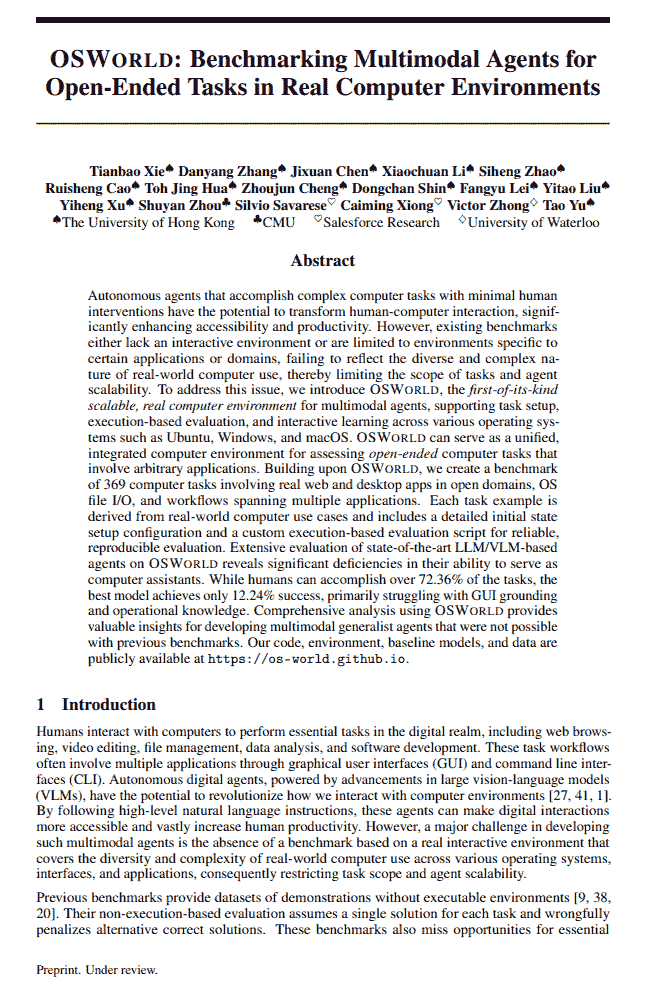 OSWORLD: Benchmarking Multimodal Agents for
Open-Ended Tasks in Real Computer Environments
Tianbao Xie♠ Danyang Zhang♠ Jixuan Chen♠ Xiaochuan Li♠ Siheng Zhao♠
Ruisheng Cao♠ Toh Jing Hua♠ Zhoujun Cheng♠ Dongchan Shin♠ Fangyu Lei♠ Yitao Liu♠
Yiheng Xu♠ Shuyan Zhou♣ Silvio Savarese♡ Caiming Xiong♡ Victor Zhong♢ Tao Yu♠
♠The University of Hong Kong ♣CMU ♡Salesforce Research ♢University of Waterloo
Abstract
Autonomous agents that accomplish complex computer tasks with minimal human
interventions have the potential to transform human-computer interaction, signif-
icantly enhancing accessibility and productivity. However, existing benchmarks
either lack an interactive environment or are limited to environments specific to
certain applications or domains, failing to reflect the diverse and complex na-
ture of real-world computer use, thereby limiting the scope of tasks and agent
scalability. To address this issue, we introduce OSWORLD, the first-of-its-kind
scalable, real computer environment for multimodal agents, supporting task setup,
execution-based evaluation, and interactive learning across various operating sys-
tems such as Ubuntu, Windows, and macOS. OSWORLD can serve as a unified,
integrated computer environment for assessing open-ended computer tasks that
involve arbitrary applications. Building upon OSWORLD, we create a benchmark
of 369 computer tasks involving real web and desktop apps in open domains, OS
file I/O, and workflows spanning multiple applications. Each task example is
derived from real-world computer use cases and includes a detailed initial state
setup configuration and a custom execution-based evaluation script for reliable,
reproducible evaluation. Extensive evaluation of state-of-the-art LLM/VLM-based
agents on OSWORLD reveals significant deficiencies in their ability to serve as
computer assistants. While humans can accomplish over 72.36% of the tasks, the
best model achieves only 12.24% success, primarily struggling with GUI grounding
and operational knowledge. Comprehensive analysis using OSWORLD provides
valuable insights for developing multimodal generalist agents that were not possible
with previous benchmarks. Our code, environment, baseline models, and data are
publicly available at https://os-world.github.io.
1 Introduction
Humans interact with computers to perform essential tasks in the digital realm, including web brows-
ing, video editing, file management, data analysis, and software development. These task workflows
often involve multiple applications through graphical user interfaces (GUI) and command line inter-
faces (CLI). Autonomous digital agents, powered by advancements in large vision-language models
(VLMs), have the potential to revolutionize how we interact with computer environments [27, 41, 1].
By following high-level natural language instructions, these agents can make digital interactions
more accessible and vastly increase human productivity. However, a major challenge in developing
such multimodal agents is the absence of a benchmark based on a real interactive environment that
covers the diversity and complexity of real-world computer use across various operating systems,
interfaces, and applications, consequently restricting task scope and agent scalability.
Previous benchmarks provide datasets of demonstrations without executable environments [9, 38,
20]. Their non-execution-based evaluation assumes a single solution for each task and wrongfully
penalizes alternative correct solutions. These benchmarks also miss opportunities for essential
Preprint. Under review.